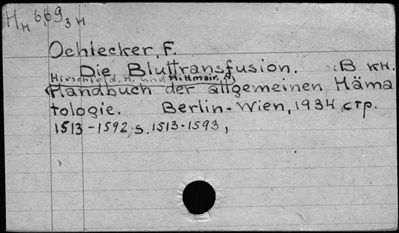 Hн 669 3 н
Oehlecker, F.
Die Bluttransfusion. В кн.
Hirschfeld, H. und Hittmair,
Handbuch der allgemeinen Häma
tologie. Berlin-Wien, 1934, стр.
1513-1592, s. 1513-1593,